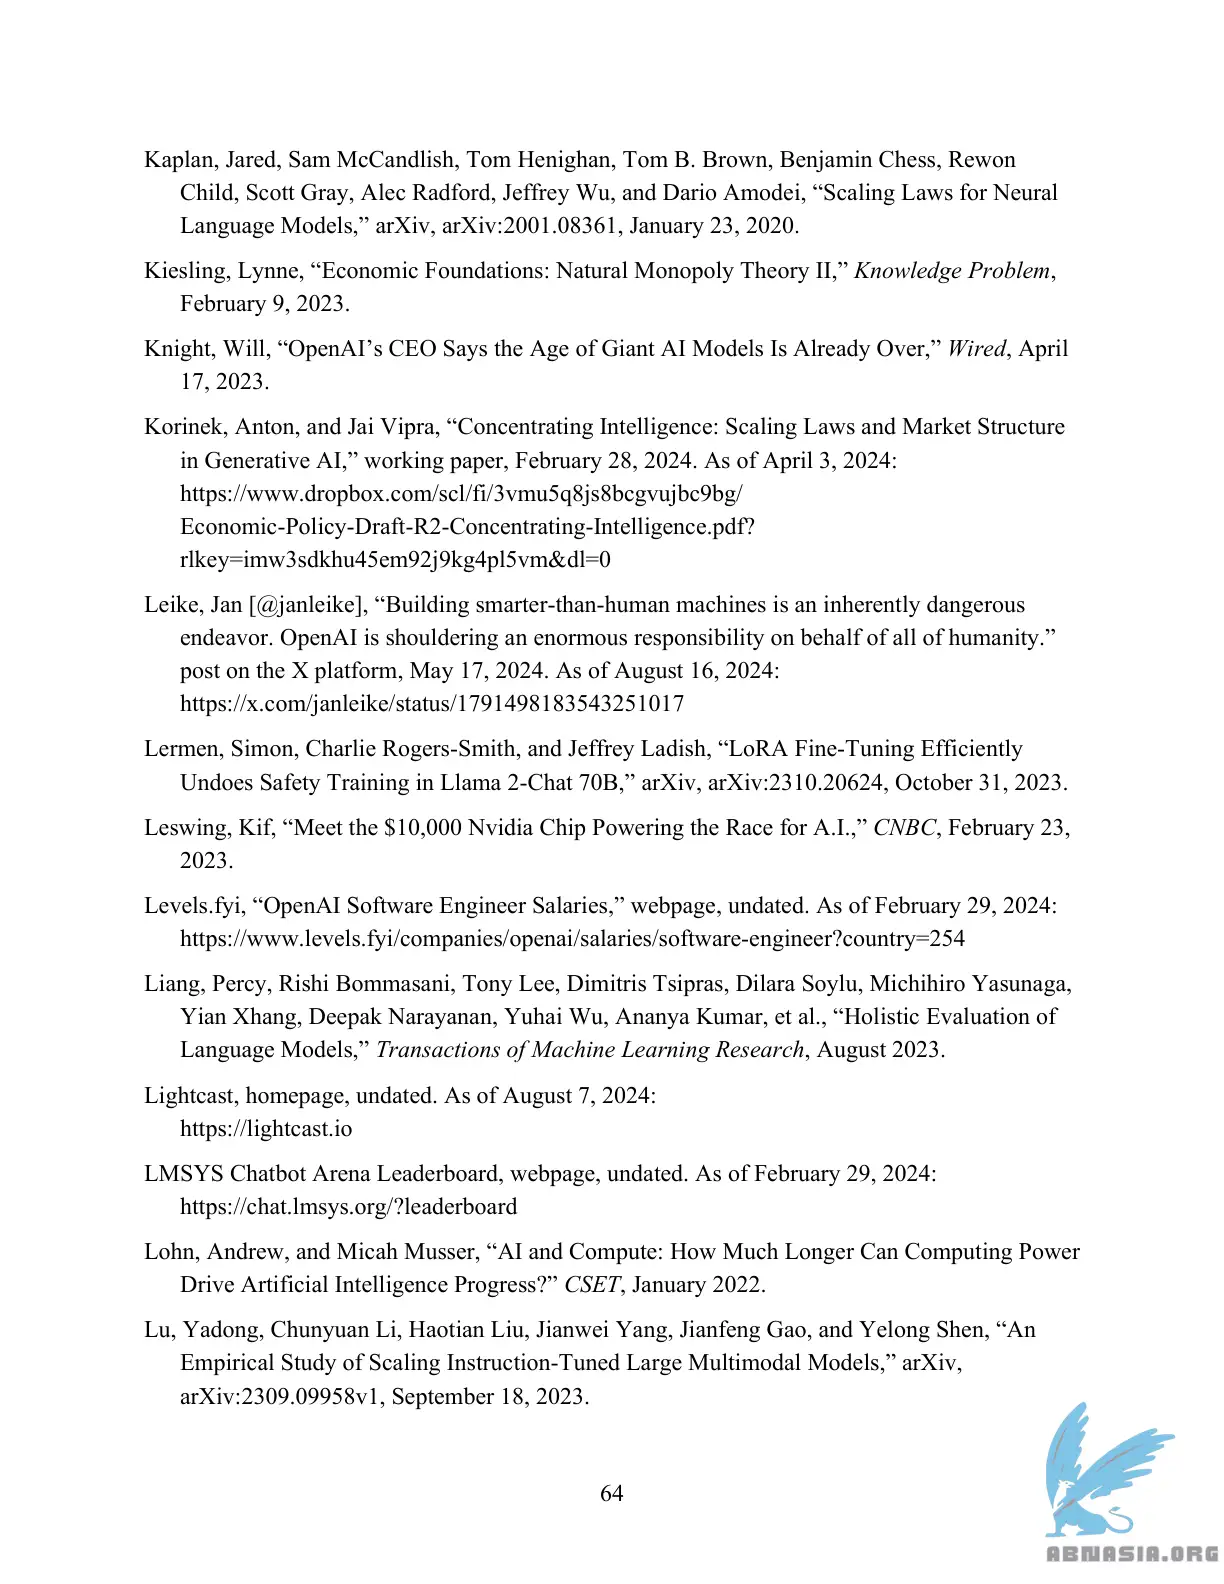 Kaplan, Jared, Sam McCandlish, Tom Henighan, Tom B. Brown, Benjamin Chess, Rewon
Child, Scott Gray, Alec Radford, Jeffrey Wu, and Dario Amodei, “Scaling Laws for Neural
Language Models,” arXiv, arXiv:2001.08361, January 23, 2020.
Kiesling, Lynne, “Economic Foundations: Natural Monopoly Theory II,” Knowledge Problem,
February 9, 2023.
Knight, Will, “OpenAI’s CEO Says the Age of Giant AI Models Is Already Over,” Wired, April
17, 2023.
Korinek, Anton, and Jai Vipra, “Concentrating Intelligence: Scaling Laws and Market Structure
in Generative AI,” working paper, February 28, 2024. As of April 3, 2024:
https://www.dropbox.com/scl/fi/3vmu5q8js8bcgvujbc9bg/
Economic-Policy-Draft-R2-Concentrating-Intelligence.pdf?
rlkey=imw3sdkhu45em92j9kg4pl5vm&dl=0
Leike, Jan [@janleike], “Building smarter-than-human machines is an inherently dangerous
endeavor. OpenAI is shouldering an enormous responsibility on behalf of all of humanity.”
post on the X platform, May 17, 2024. As of August 16, 2024:
https://x.com/janleike/status/1791498183543251017
Lermen, Simon, Charlie Rogers-Smith, and Jeffrey Ladish, “LoRA Fine-Tuning Efficiently
Undoes Safety Training in Llama 2-Chat 70B,” arXiv, arXiv:2310.20624, October 31, 2023.
Leswing, Kif, “Meet the $10,000 Nvidia Chip Powering the Race for A.I.,” CNBC, February 23,
2023.
Levels.fyi, “OpenAI Software Engineer Salaries,” webpage, undated. As of February 29, 2024:
https://www.levels.fyi/companies/openai/salaries/software-engineer?country=254
Liang, Percy, Rishi Bommasani, Tony Lee, Dimitris Tsipras, Dilara Soylu, Michihiro Yasunaga,
Yian Xhang, Deepak Narayanan, Yuhai Wu, Ananya Kumar, et al., “Holistic Evaluation of
Language Models,” Transactions of Machine Learning Research, August 2023.
Lightcast, homepage, undated. As of August 7, 2024:
https://lightcast.io
LMSYS Chatbot Arena Leaderboard, webpage, undated. As of February 29, 2024:
https://chat.lmsys.org/?leaderboard
Lohn, Andrew, and Micah Musser, “AI and Compute: How Much Longer Can Computing Power
Drive Artificial Intelligence Progress?” CSET, January 2022.
Lu, Yadong, Chunyuan Li, Haotian Liu, Jianwei Yang, Jianfeng Gao, and Yelong Shen, “An
Empirical Study of Scaling Instruction-Tuned Large Multimodal Models,” arXiv,
arXiv:2309.09958v1, September 18, 2023.
64
ABNASIA.ORG